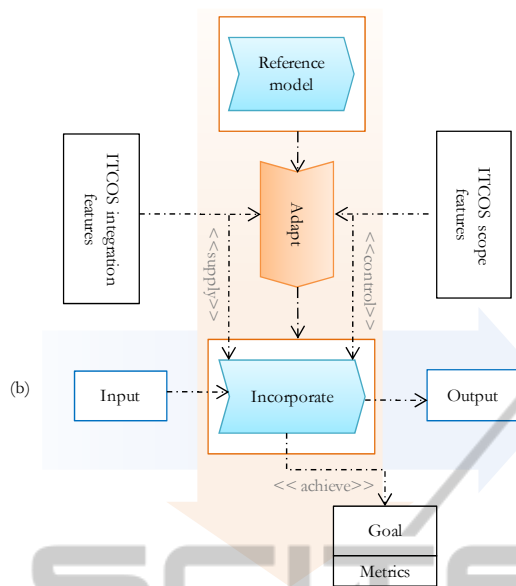 Reference
model
ITCOS integration
features
ITCOS scope
features
Adapt
<<supply>>
<<control>>
(b)
Input
Incorporate
Output
<< achieve>>
Goal
Metrics